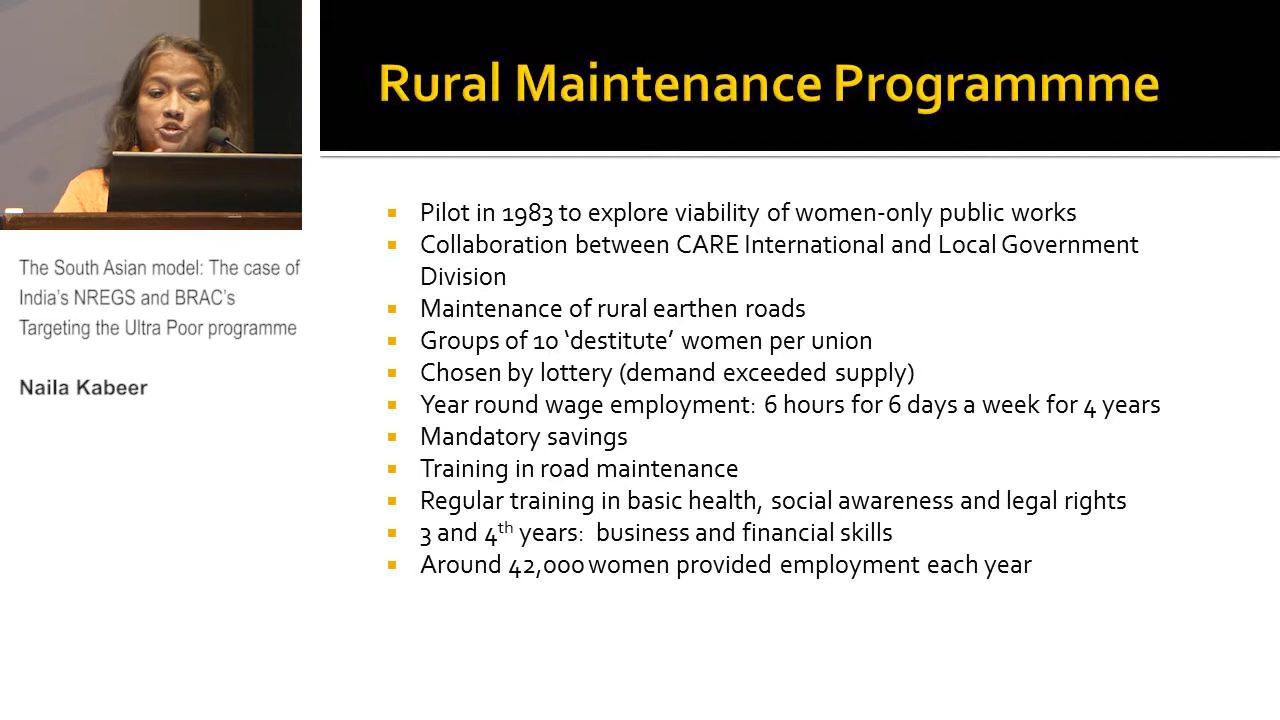 Rural Maintenance Programmme
The South Asian model: The case of
India's NREGS and BRAC's
Targeting the Ultra Poor programme
Naila Kabeer
Pilot in 1983 to explore viability of women-only public works
Collaboration between CARE International and Local Government
Division
Maintenance of rural earthen roads
Groups of 10 ‘destitute’ women per union
Chosen by lottery (demand exceeded supply)
Year round wage employment: 6 hours for 6 days a week for 4 years
Mandatory savings
Training in road maintenance
Regular training in basic health, social awareness and legal rights
3 and 4th years: business and financial skills
Around 42,000 women provided employment each year